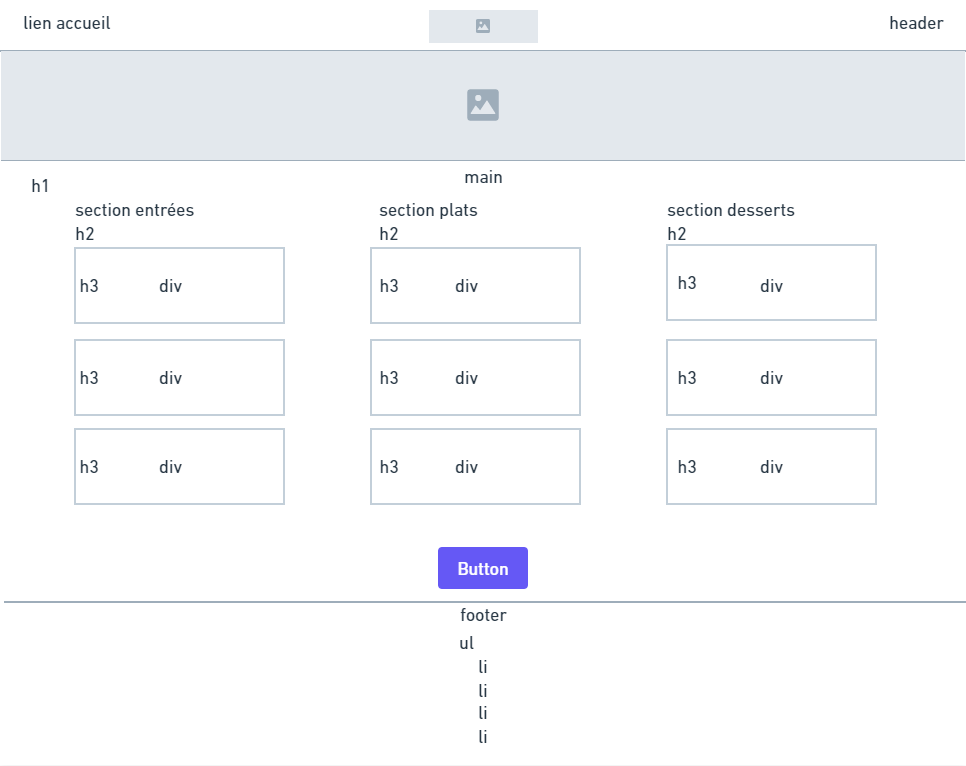 lien accueil
header
main
h1
section entrées
h2
h3 div
h3 div
h3 div
section plats
h2
h3 div
h3 div
h3 div
section desserts
h2
h3 div
h3 div
h3 div
Button
footer
ul
li
li
li
li